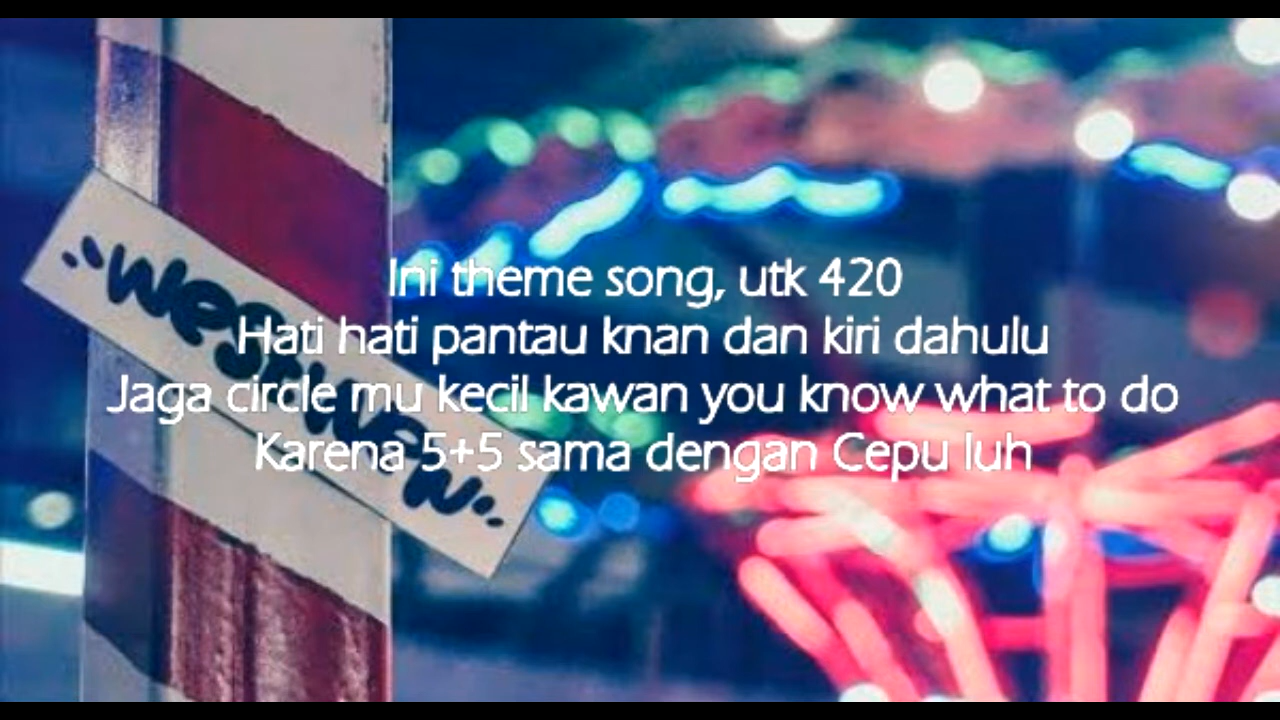 Ini theme song, utk 420
Hati hati pantau knan dan kiri dahulu
Jaga circle mu kecil kawan you know what to do
Karena 5+5 sama dengan Cepu luh